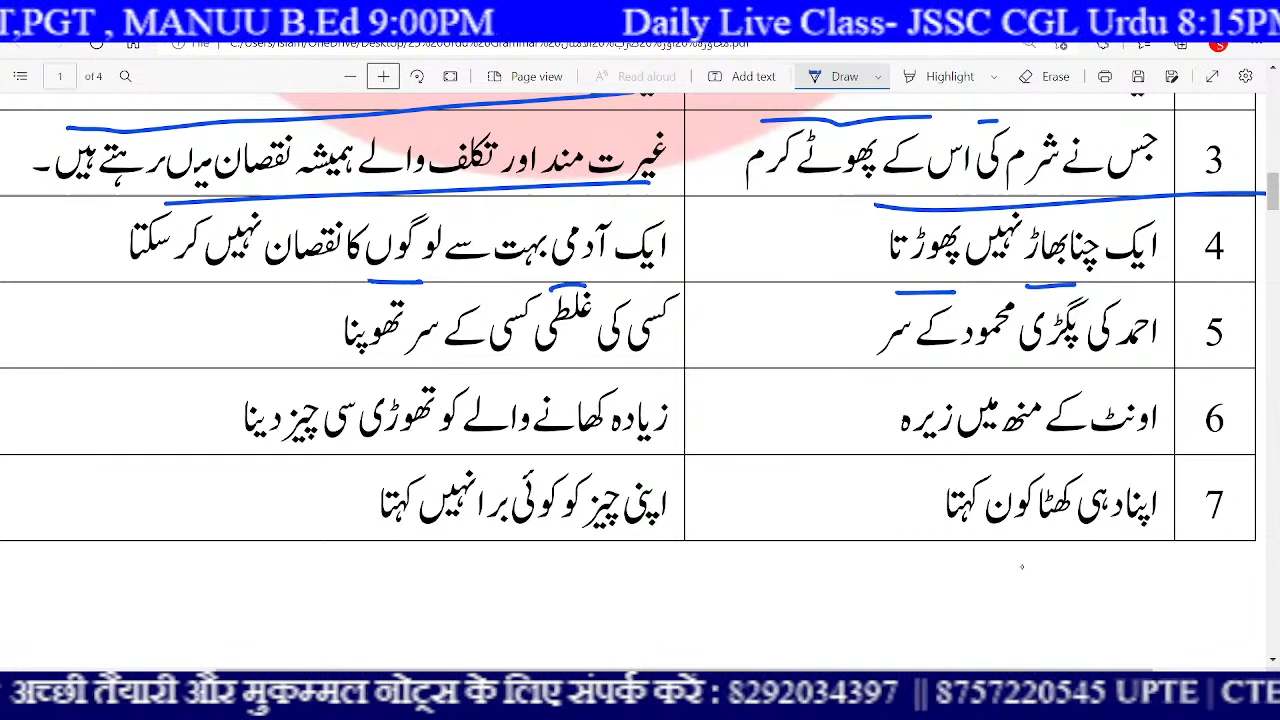 T,PGT , MANUU B.Ed 9:00PM Daily Live Class- JSSC CGL Urdu 8:15PM
1 of 4 Page view Read aloud Add text Draw Highlight Erase
3 جس نے شرم کی اس کے پھوٹے کرم غیرت مند اور تکلف والے ہمیشہ نقصان میں رہتے ہیں۔
4 ایک چنا بھاڑ نہیں پھوڑتا ایک آدمی بہت سے لوگوں کا نقصان نہیں کر سکتا
5 احمد کی پگڑی محمود کے سر کسی کی غلطی کسی کے سر تھوپنا
6 اونٹ کے منھ میں زیرہ زیادہ کھانے والے کو تھوڑی سی چیز دینا
7 اپنا دہی کھٹا کون کہتا اپنی چیز کو کوئی برا نہیں کہتا
अच्छी तैयारी और मुकम्मल नोट्स के लिए संपर्क करें : 8292034397 || 8757220545 UPTE | CTE